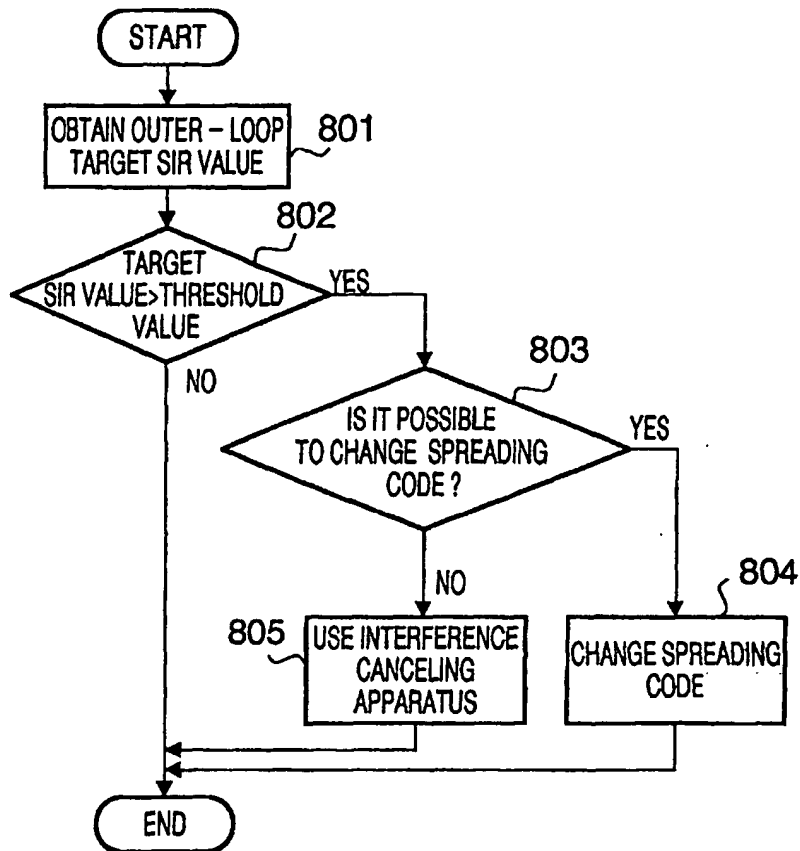 START
OBTAIN OUTER – LOOP
TARGET SIR VALUE
801
802
TARGET
SIR VALUE>THRESHOLD
VALUE
YES
NO
803
IS IT POSSIBLE
TO CHANGE SPREADING
CODE ?
YES
NO
804
805
USE INTERFERENCE
CANCELING
APPARATUS
CHANGE SPREADING
CODE
END